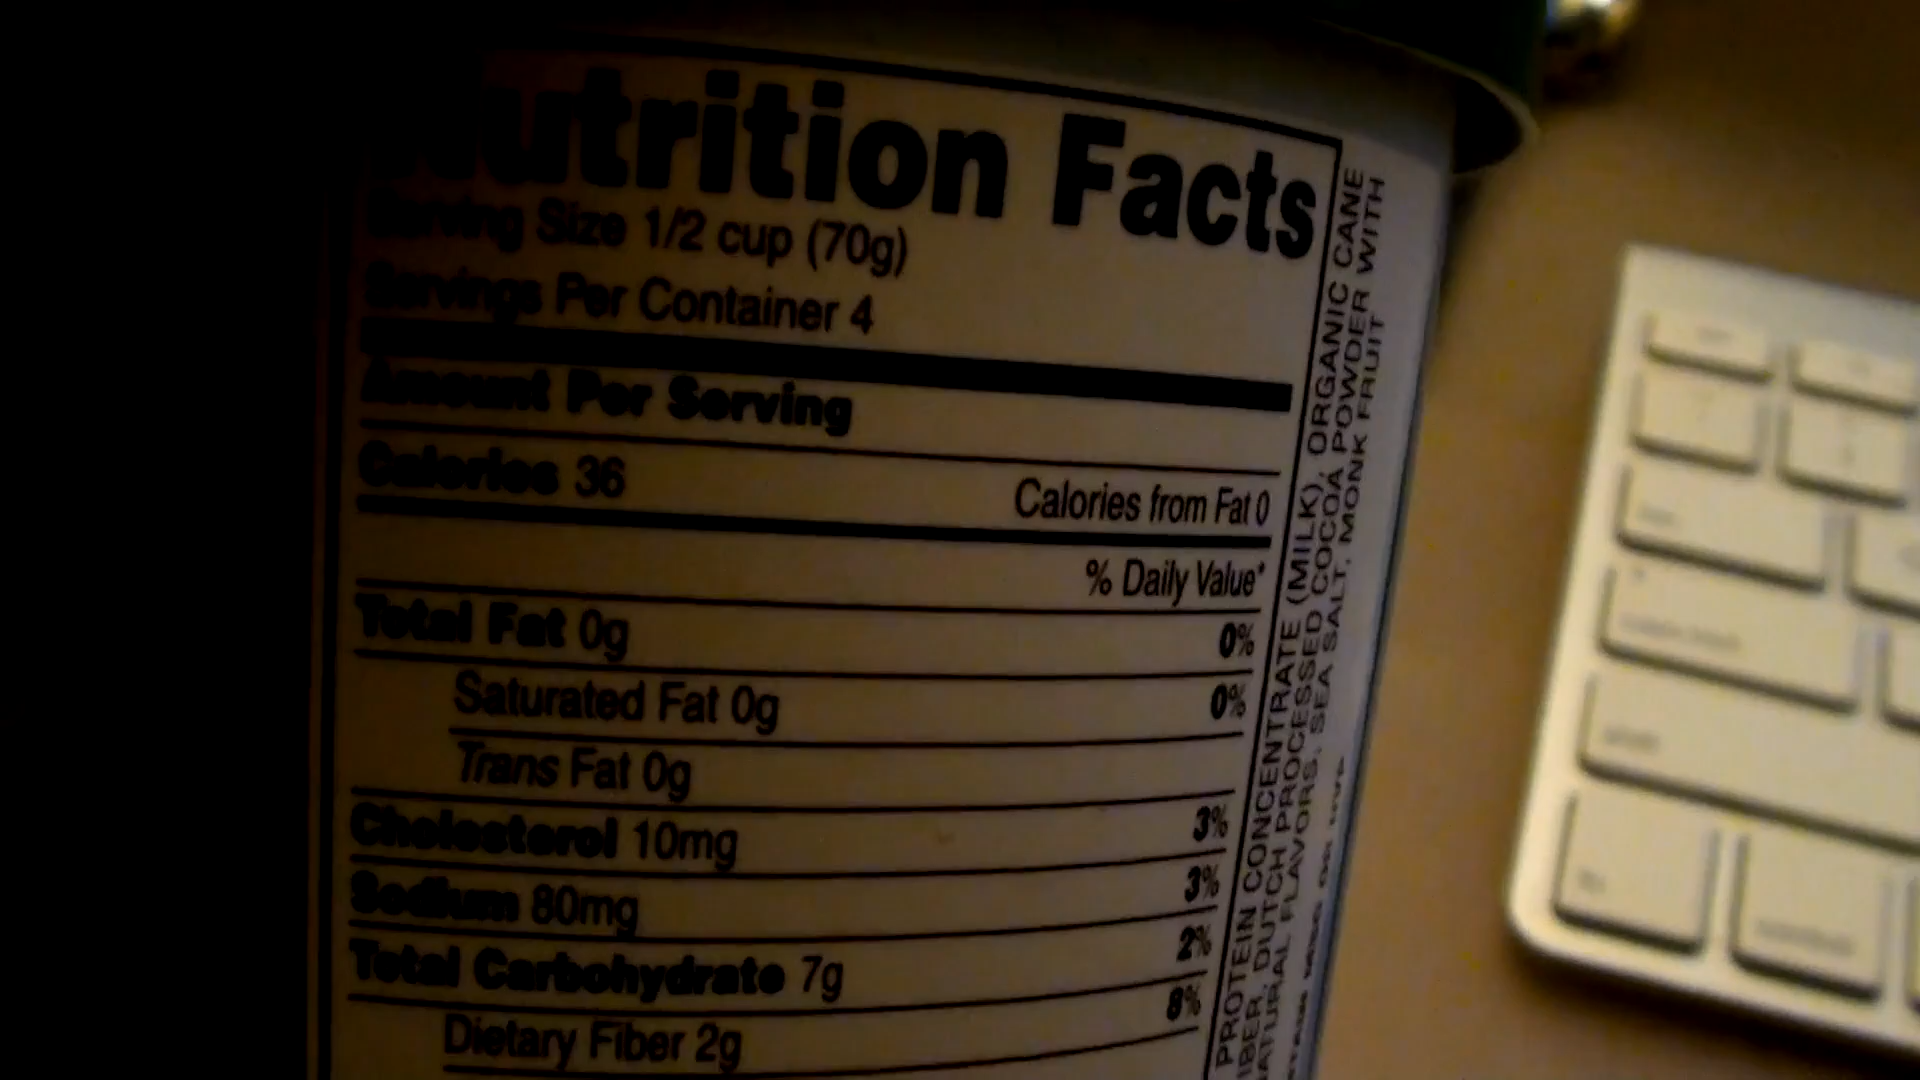 Nutrition Facts
Serving Size 1/2 cup (70g)
Servings Per Container 4
Amount Per Serving
Calories 36 Calories from Fat 0
% Daily Value*
Total Fat 0g 0%
Saturated Fat 0g 0%
Trans Fat 0g
Cholesterol 10mg 3%
Sodium 80mg 3%
Total Carbohydrate 7g 2%
Dietary Fiber 2g 8%
PROTEIN CONCENTRATE (MILK), ORGANIC CANE
IBER, DUTCH PROCESSED COCOA POWDER WITH
NATURAL FLAVORS, SEA SALT, MONK FRUIT